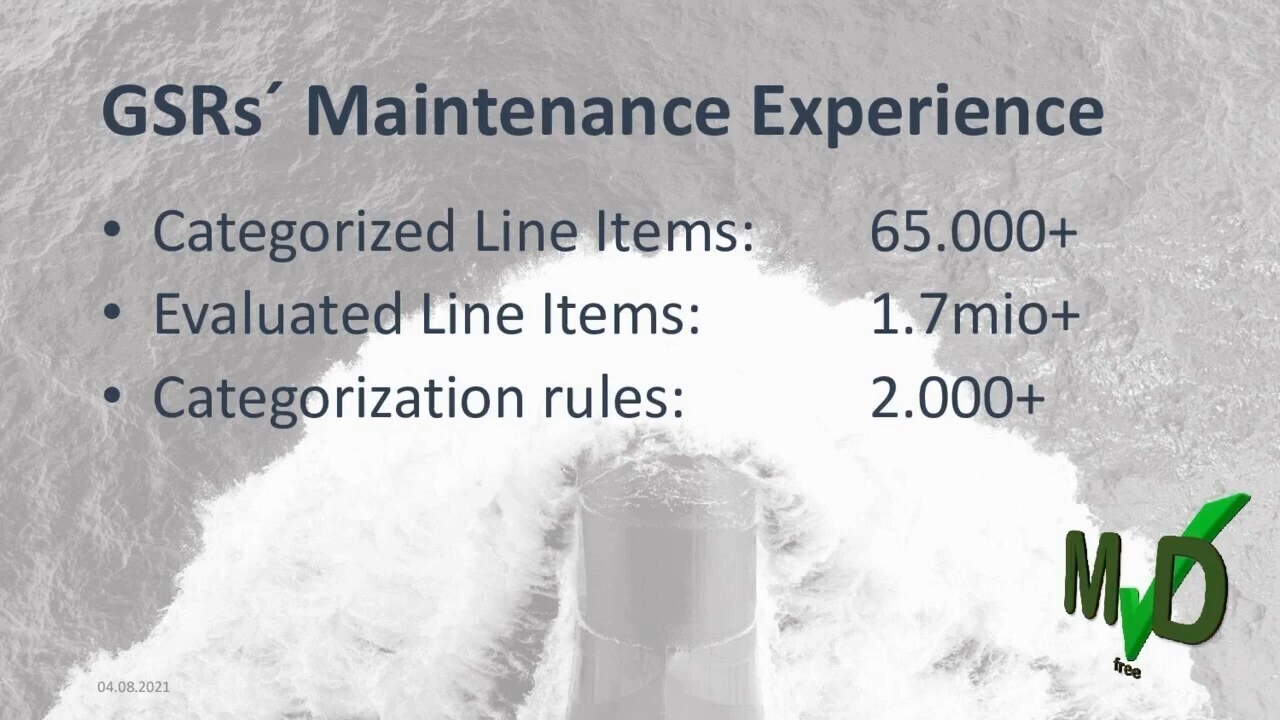 GSRs´ Maintenance Experience
• Categorized Line Items: 65.000+
• Evaluated Line Items: 1.7mio+
• Categorization rules: 2.000+
MD
free
04.08.2021